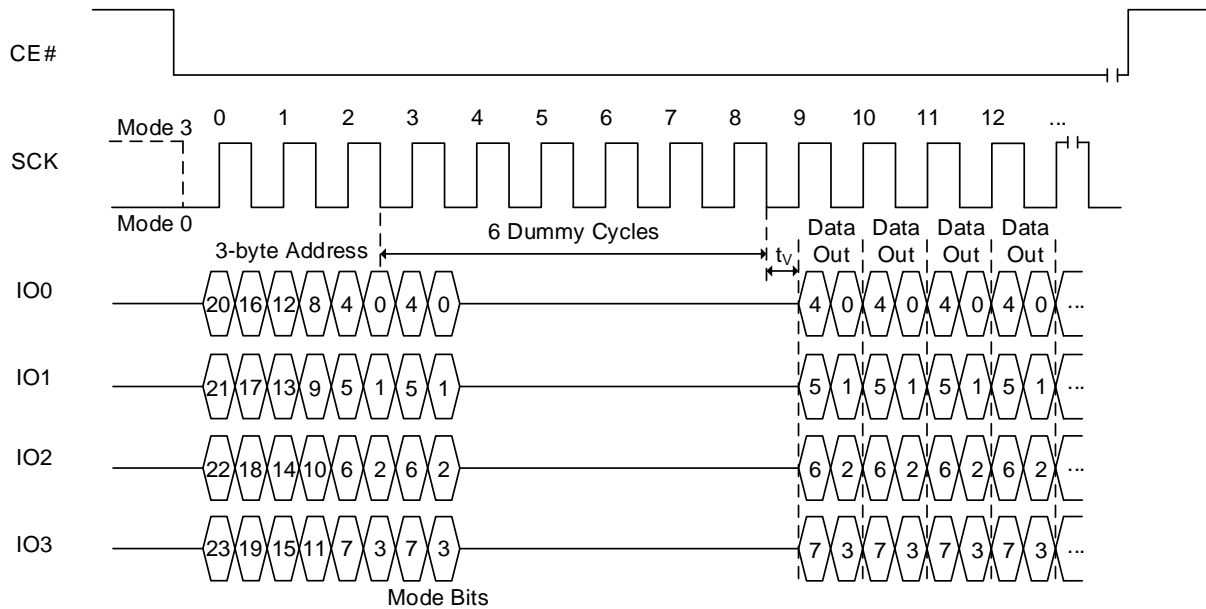 CE#
0 1 2 3 4 5 6 7 8 9 10 11 12 ...
Mode 3
SCK
Mode 0
3-byte Address
6 Dummy Cycles
tV
Data Out
Data Out
Data Out
Data Out
IO0
20 16 12 8 4 0 4 0 4 0 4 0 4 0 4 0 ...
IO1
21 17 13 9 5 1 5 1 5 1 5 1 5 1 5 1 ...
IO2
22 18 14 10 6 2 6 2 6 2 6 2 6 2 6 2 ...
IO3
23 19 15 11 7 3 7 3 7 3 7 3 7 3 7 3 ...
Mode Bits